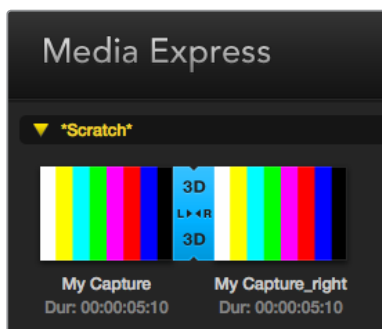 Media Express
*Scratch*
3D
L R
3D
My Capture My Capture_right
Dur: 00:00:05:10 Dur: 00:00:05:10